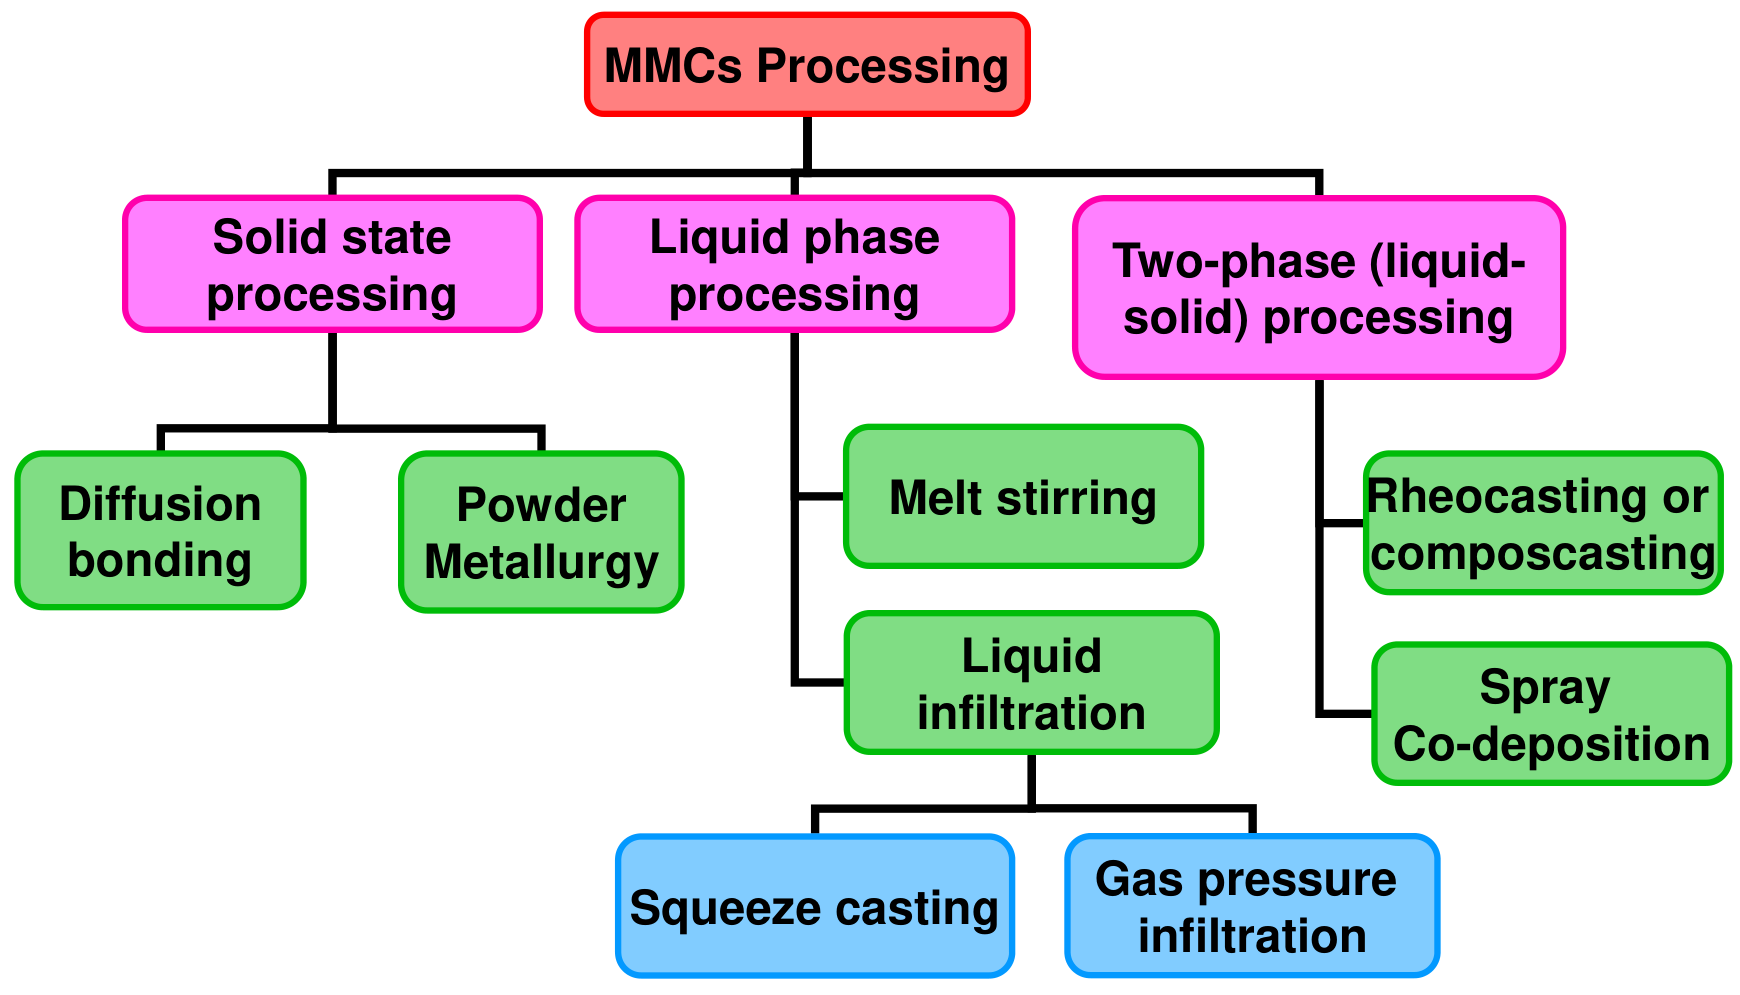 MMCs Processing
Solid state
processing
Liquid phase
processing
Two-phase (liquid-
solid) processing
Diffusion
bonding
Powder
Metallurgy
Melt stirring
Rheocasting or
composcasting
Liquid
infiltration
Spray
Co-deposition
Squeeze casting
Gas pressure
infiltration